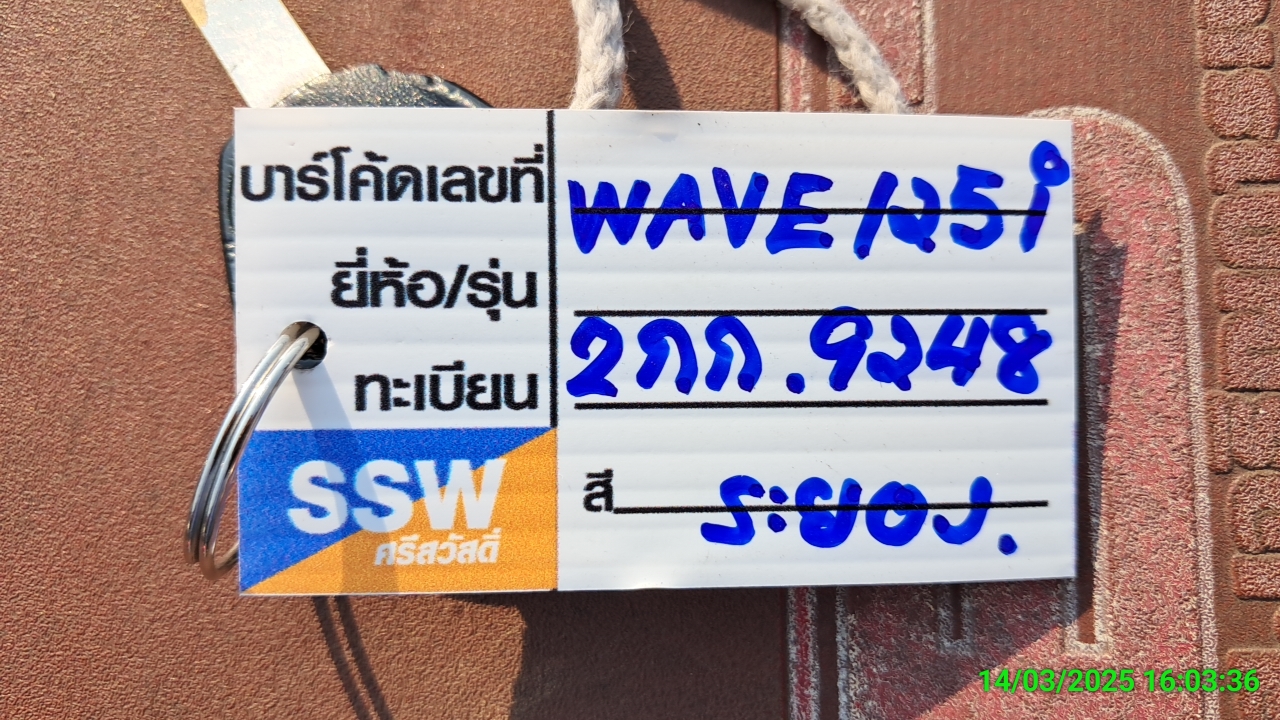 บาร์โค้ดเลขที่ WAVE 125i
ยี่ห้อ/รุ่น
ทะเบียน 2กก.9248
สี ระยอง.
SSW
ศรีสวัสดิ์
14/03/2025 16:03:36